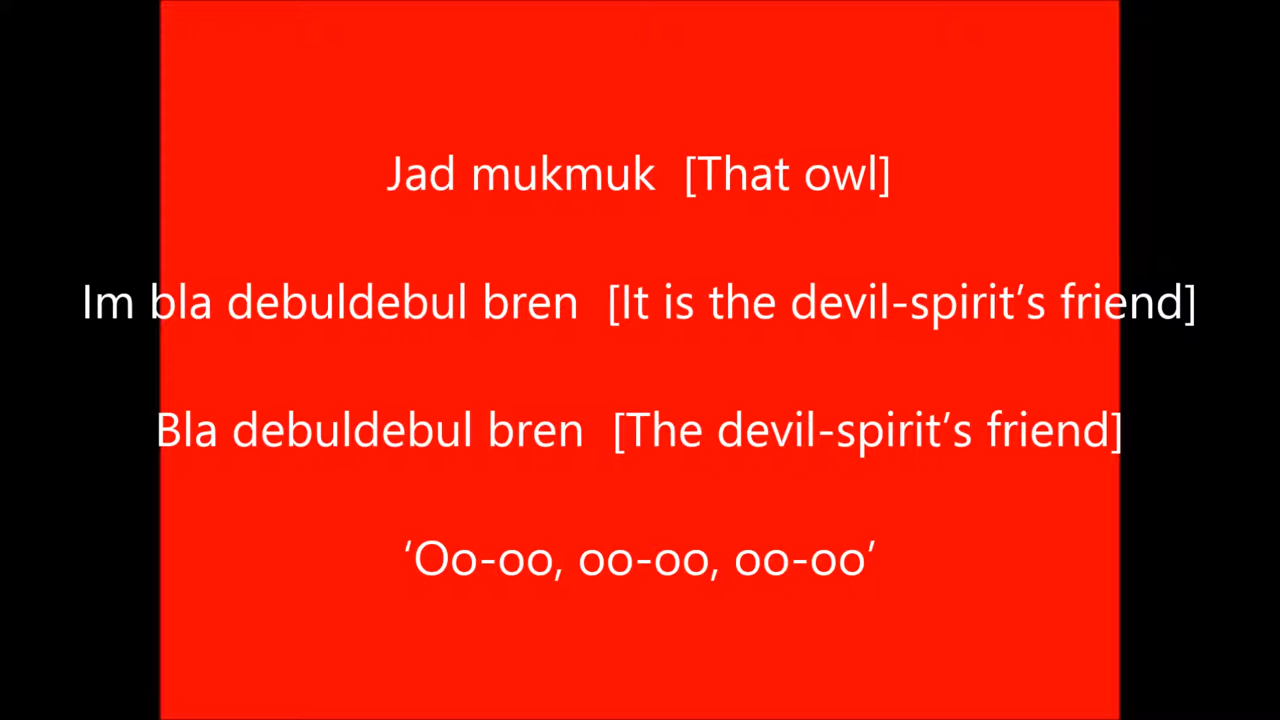 Jad mukmuk  [That owl]
Im bla debuldebul bren  [It is the devil-spirit’s friend]
Bla debuldebul bren  [The devil-spirit’s friend]
‘Oo-oo, oo-oo, oo-oo’